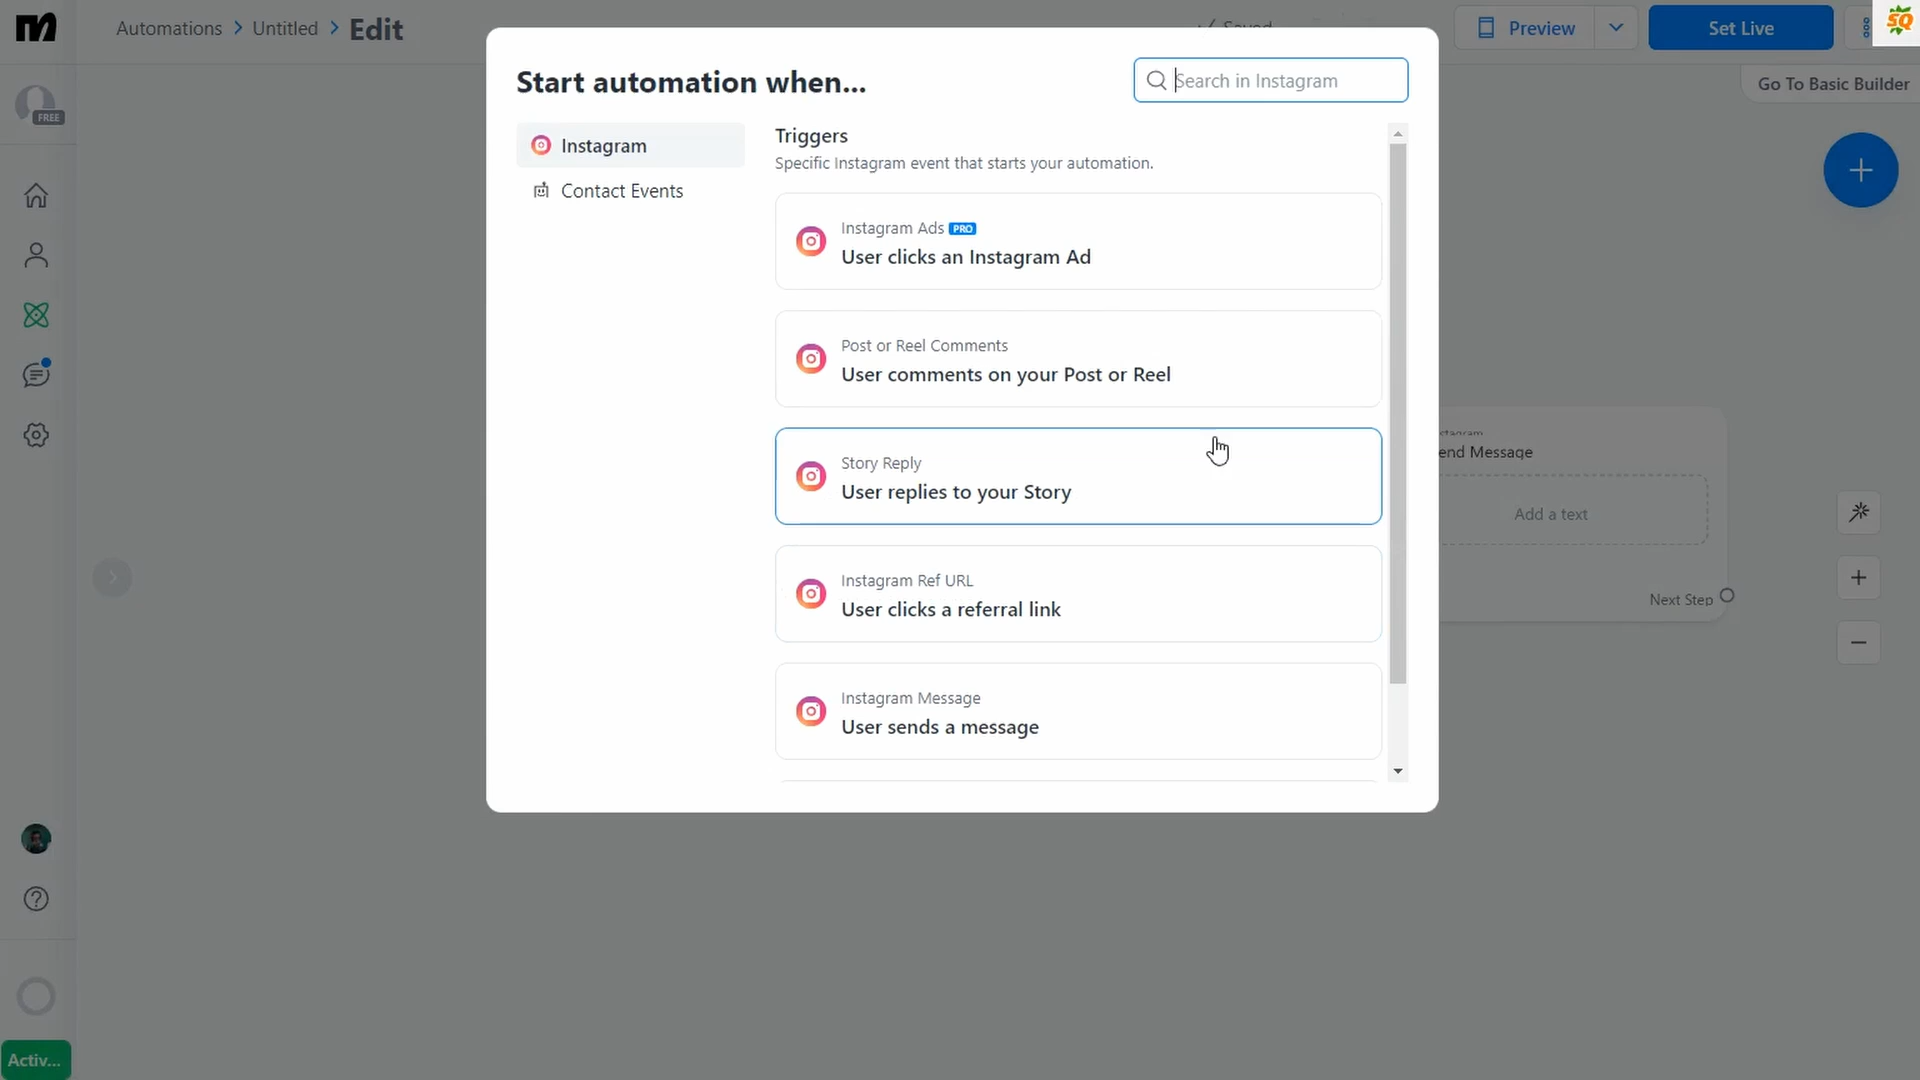 Automations > Untitled > Edit
Saved
Preview
Set Live
SQ
Go To Basic Builder
FREE
Start automation when...
Search in Instagram
Instagram
Contact Events
Triggers
Specific Instagram event that starts your automation.
Instagram Ads PRO
User clicks an Instagram Ad
Post or Reel Comments
User comments on your Post or Reel
Story Reply
User replies to your Story
Instagram Ref URL
User clicks a referral link
Instagram Message
User sends a message
stagram
end Message
Add a text
Next Step
Activ...